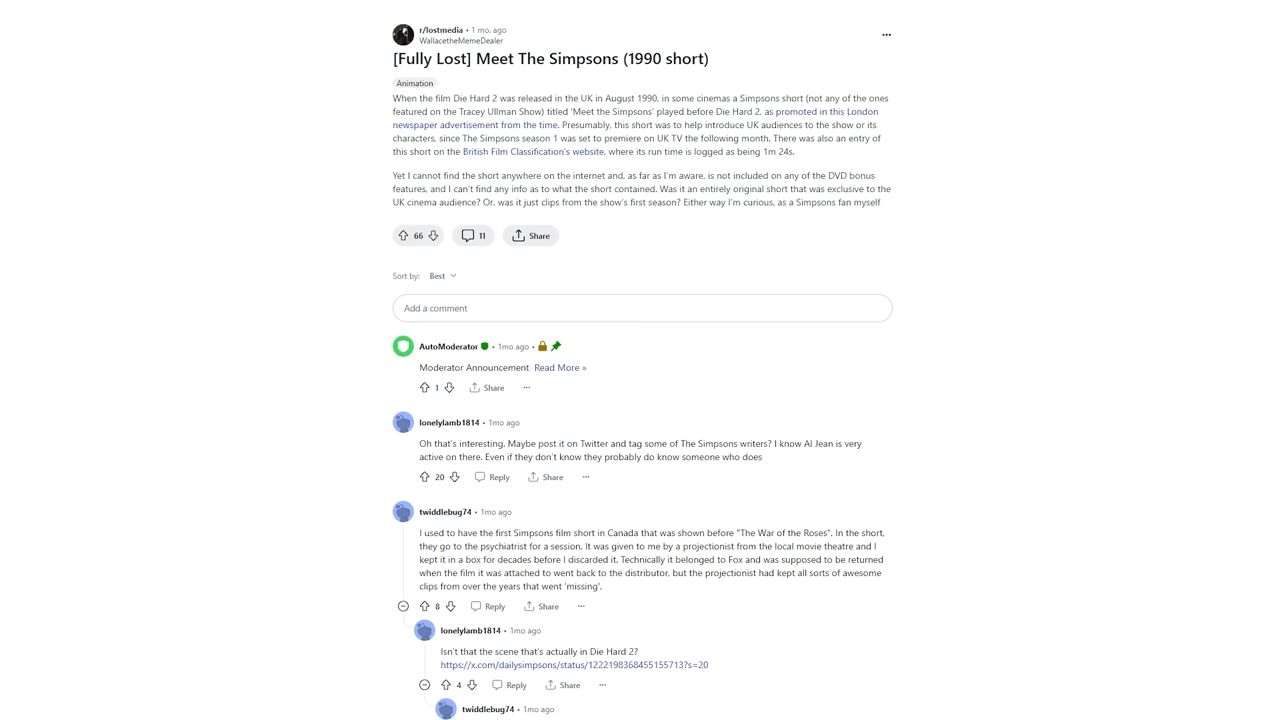 r/lostmedia • 1 mo. ago
WallacetheMemeDealer
[Fully Lost] Meet The Simpsons (1990 short)
Animation
When the film Die Hard 2 was released in the UK in August 1990, in some cinemas a Simpsons short (not any of the ones
featured on the Tracey Ullman Show) titled 'Meet the Simpsons' played before Die Hard 2, as promoted in this London
newspaper advertisement from the time. Presumably, this short was to help introduce UK audiences to the show or its
characters, since The Simpsons season 1 was set to premiere on UK TV the following month. There was also an entry of
this short on the British Film Classification's website, where its run time is logged as being 1m 24s.
Yet I cannot find the short anywhere on the internet and, as far as I'm aware, is not included on any of the DVD bonus
features, and I can't find any info as to what the short contained. Was it an entirely original short that was exclusive to the
UK cinema audience? Or, was it just clips from the show's first season? Either way I'm curious, as a Simpsons fan myself
66 11 Share
Sort by: Best
Add a comment
AutoModerator • 1mo ago •
Moderator Announcement Read More »
1 Share
lonelylamb1814 • 1mo ago
Oh that's interesting. Maybe post it on Twitter and tag some of The Simpsons writers? I know Al Jean is very
active on there. Even if they don't know they probably do know someone who does
20 Reply Share
twiddlebug74 • 1mo ago
I used to have the first Simpsons film short in Canada that was shown before "The War of the Roses". In the short,
they go to the psychiatrist for a session. It was given to me by a projectionist from the local movie theatre and I
kept it in a box for decades before I discarded it. Technically it belonged to Fox and was supposed to be returned
when the film it was attached to went back to the distributor, but the projectionist had kept all sorts of awesome
clips from over the years that went 'missing'.
8 Reply Share
lonelylamb1814 • 1mo ago
Isn't that the scene that's actually in Die Hard 2?
https://x.com/dailysimpsons/status/1222198368455155713?s=20
4 Reply Share
twiddlebug74 • 1mo ago